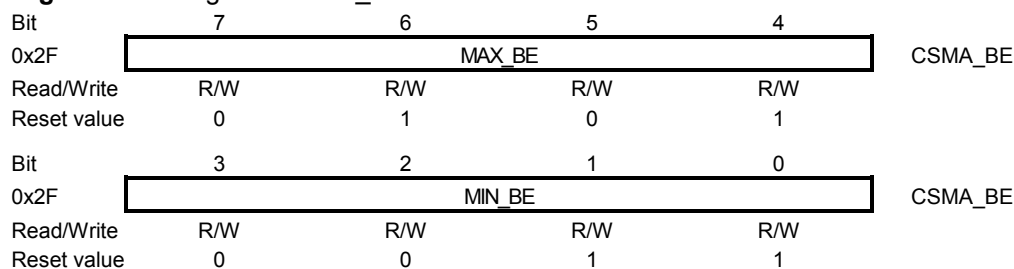 Bit 7 6 5 4
0x2F MAX_BE CSMA_BE
Read/Write R/W R/W R/W R/W
Reset value 0 1 0 1
Bit 3 2 1 0
0x2F MIN_BE CSMA_BE
Read/Write R/W R/W R/W R/W
Reset value 0 0 1 1